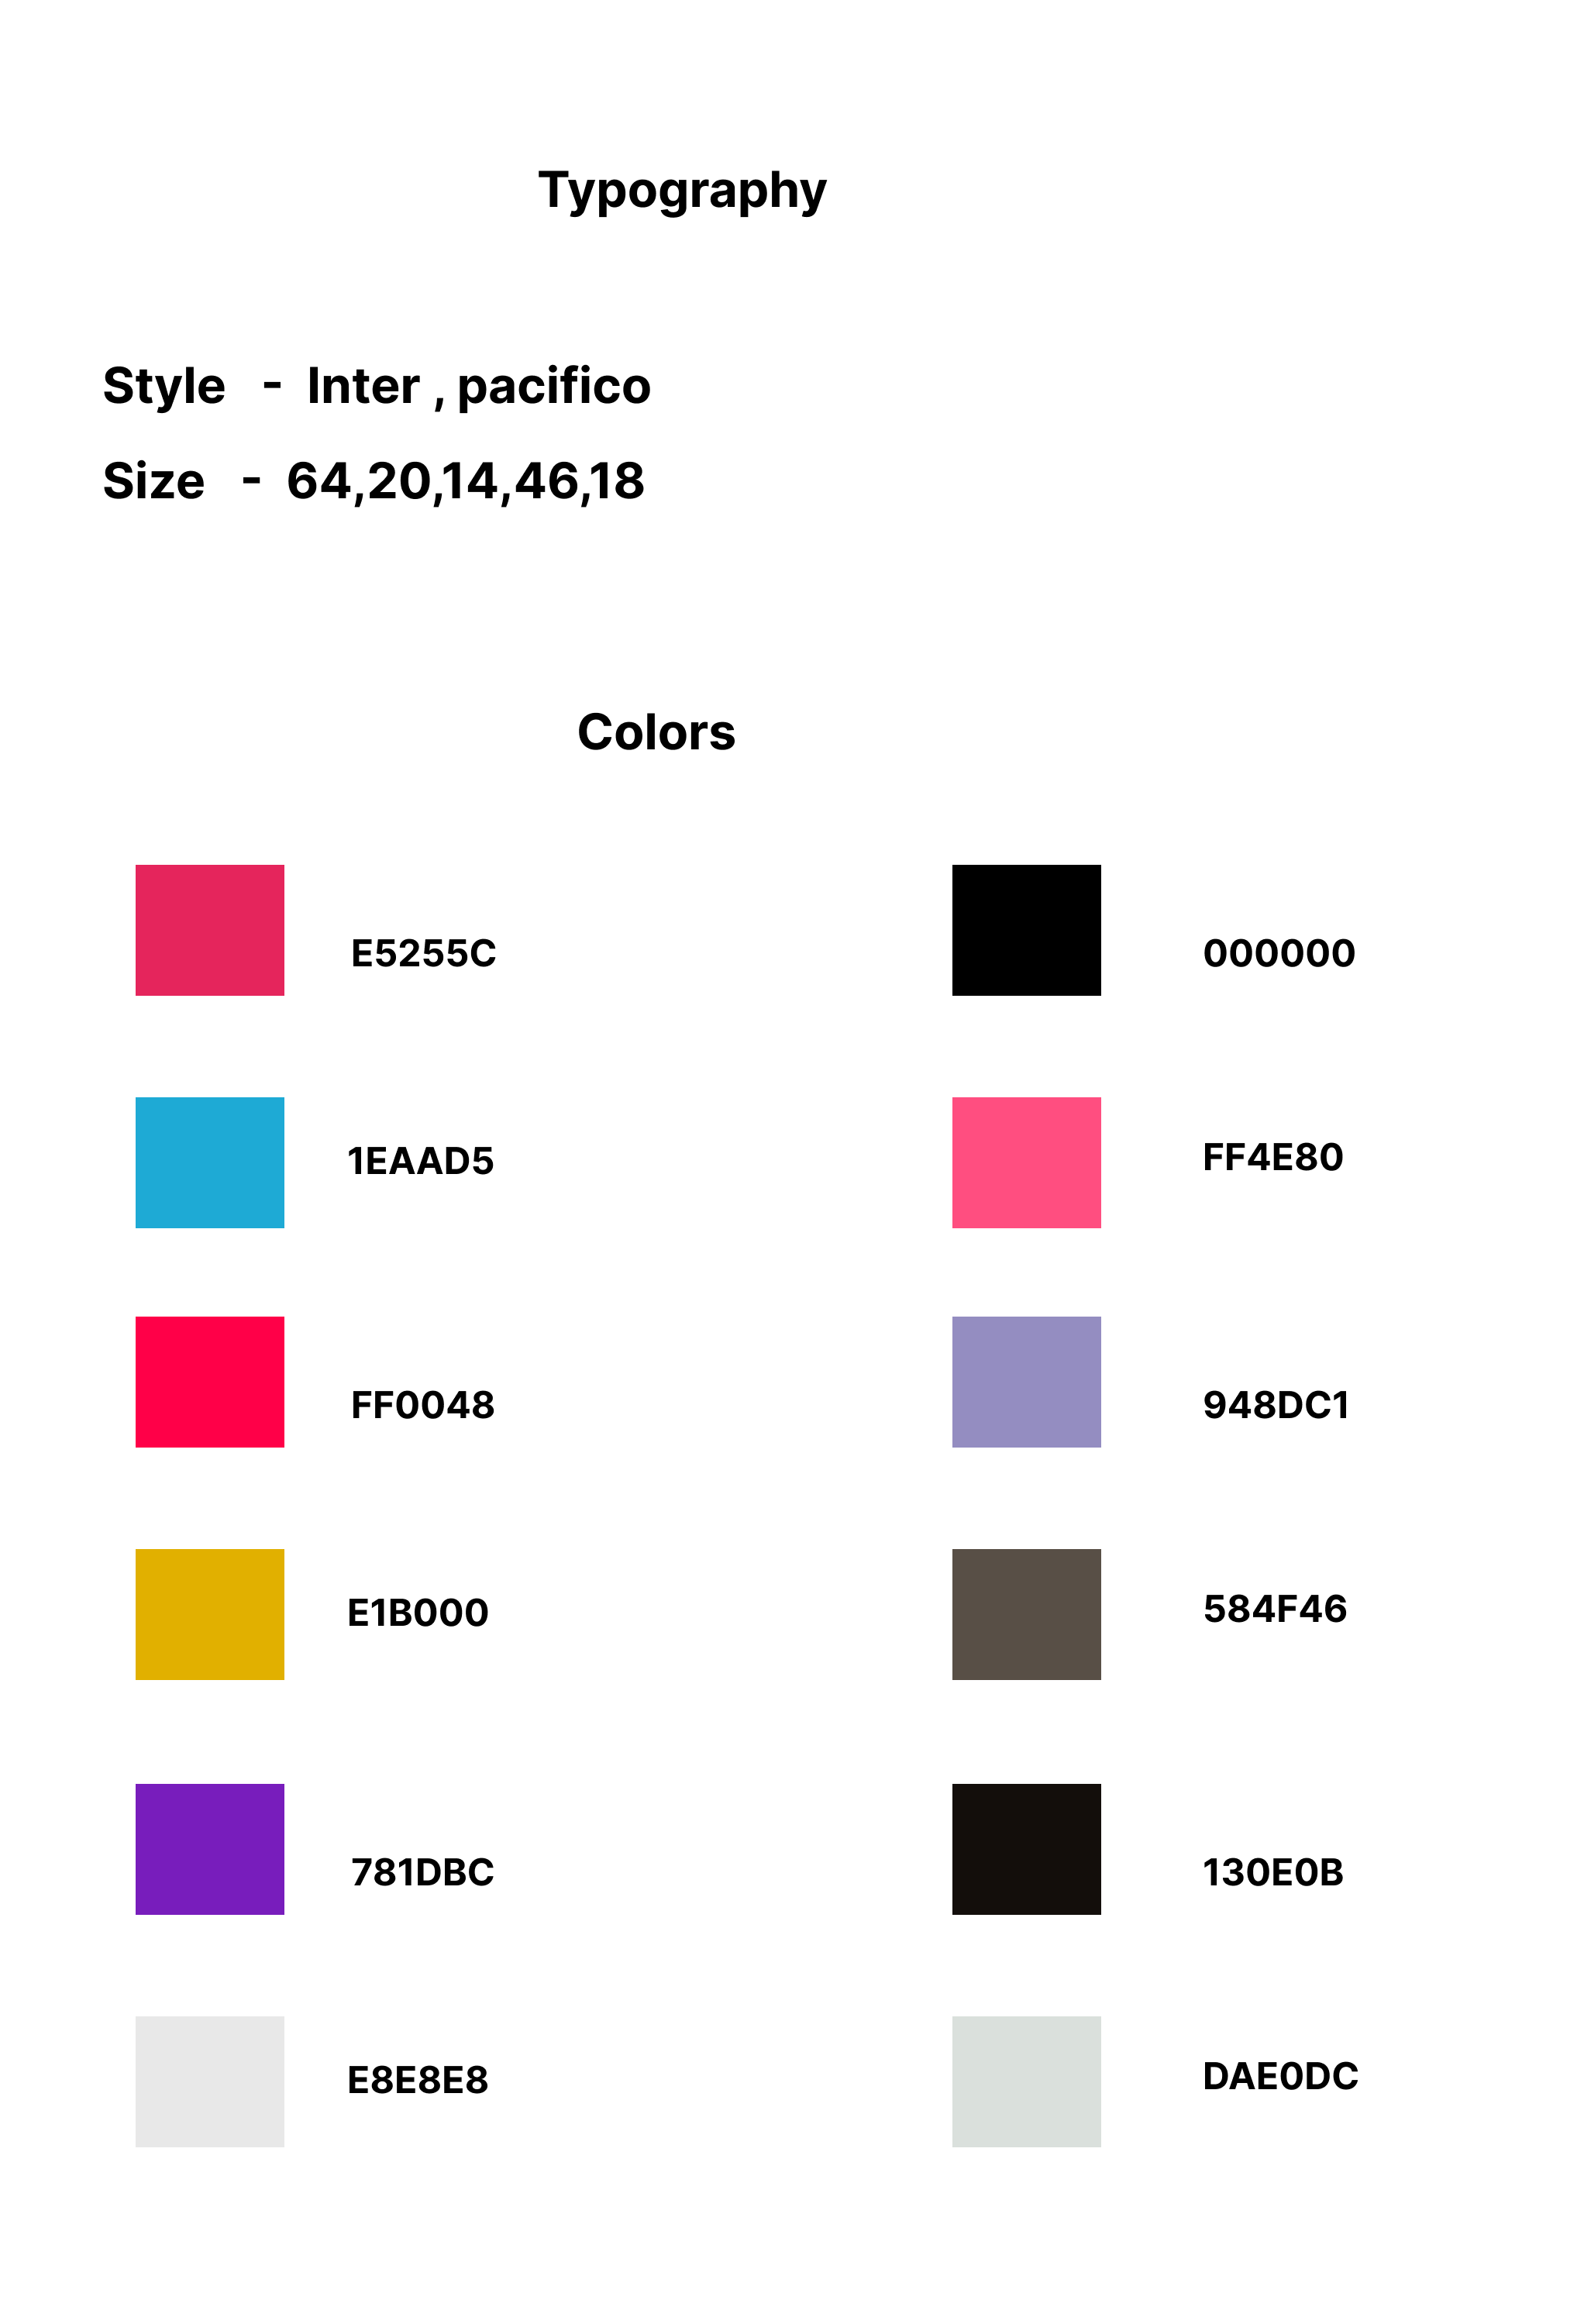 Typography
Style - Inter , pacifico
Size - 64,20,14,46,18
Colors
E5255C
000000
1EAAD5
FF4E80
FF0048
948DC1
E1B000
584F46
781DBC
130E0B
E8E8E8
DAE0DC